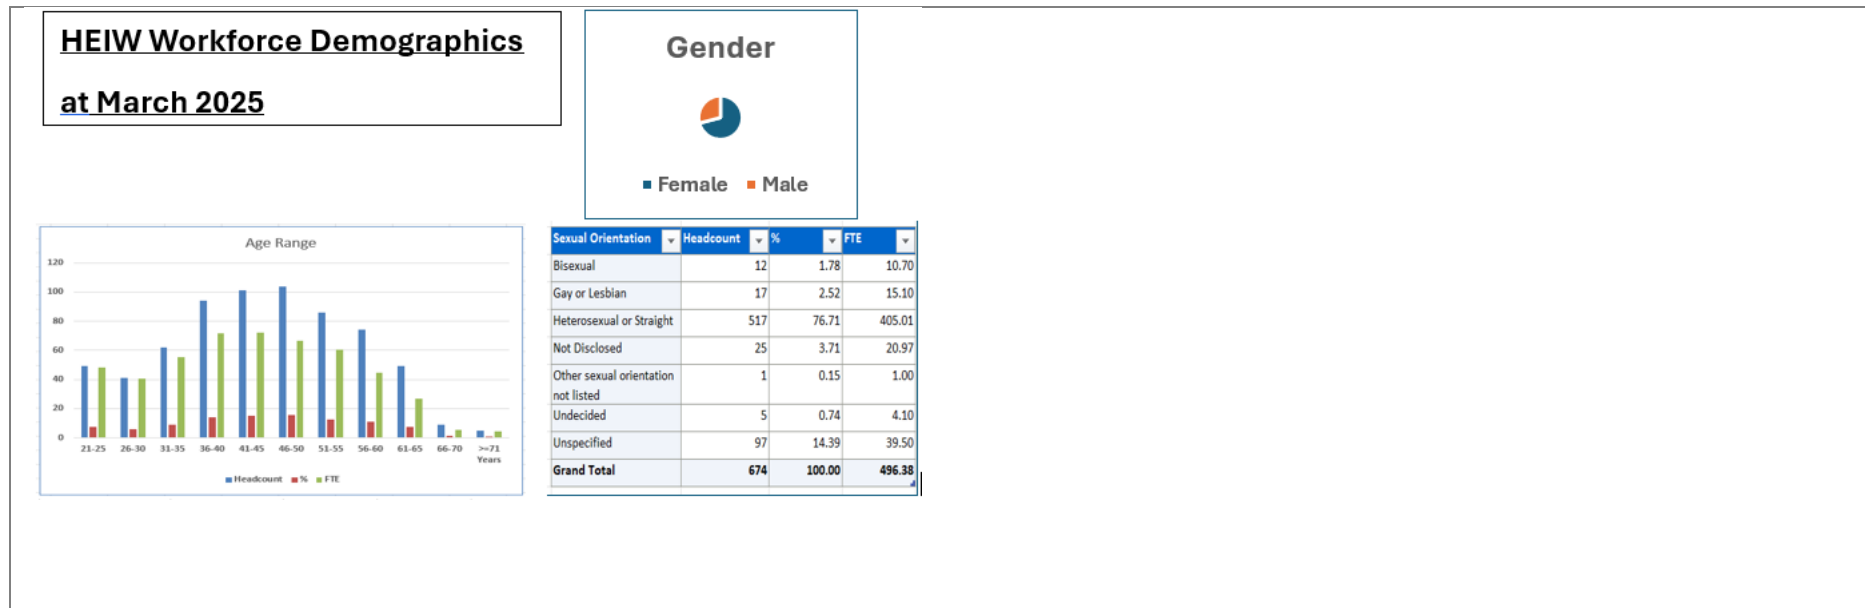 HEIW Workforce Demographics
at March 2025
Gender
Female Male
Age Range
120
100
80
60
40
20
0
21-25 26-30 31-35 36-40 41-45 46-50 51-55 56-60 61-65 66-70 >=71
Years
Headcount % FTE
Sexual Orientation Headcount % FTE
Bisexual 12 1.78 10.70
Gay or Lesbian 17 2.52 15.10
Heterosexual or Straight 517 76.71 405.01
Not Disclosed 25 3.71 20.97
Other sexual orientation 1 0.15 1.00
not listed
Undecided 5 0.74 4.10
Unspecified 97 14.39 39.50
Grand Total 674 100.00 496.38